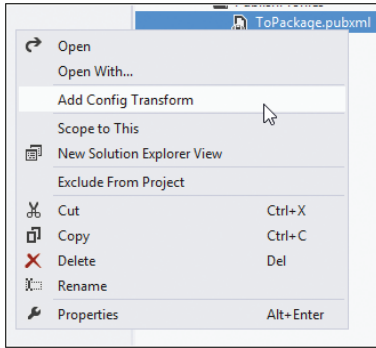 ToPackage.pubxml
Open
Open With...
Add Config Transform
Scope to This
New Solution Explorer View
Exclude From Project
Cut Ctrl+X
Copy Ctrl+C
Delete Del
Rename
Properties Alt+Enter